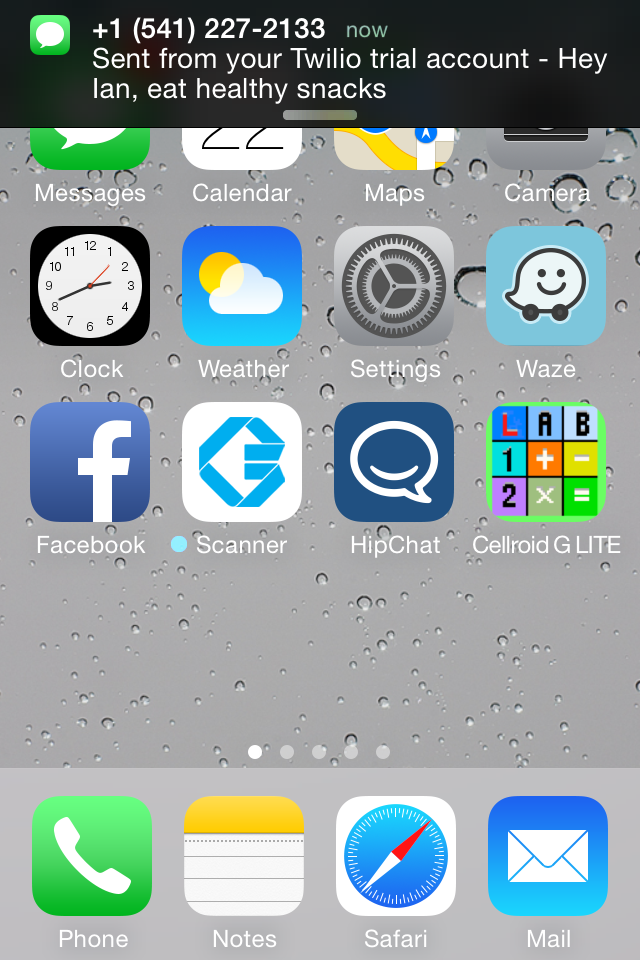 +1 (541) 227-2133 now
Sent from your Twilio trial account - Hey
Ian, eat healthy snacks
22
Messages Calendar Maps Camera
12
11 1
10 2
9 3
8 4
7 5
6
Clock Weather Settings Waze
f
L A B
1 + −
2 × =
Facebook Scanner HipChat Cellroid G LITE
Phone Notes Safari Mail